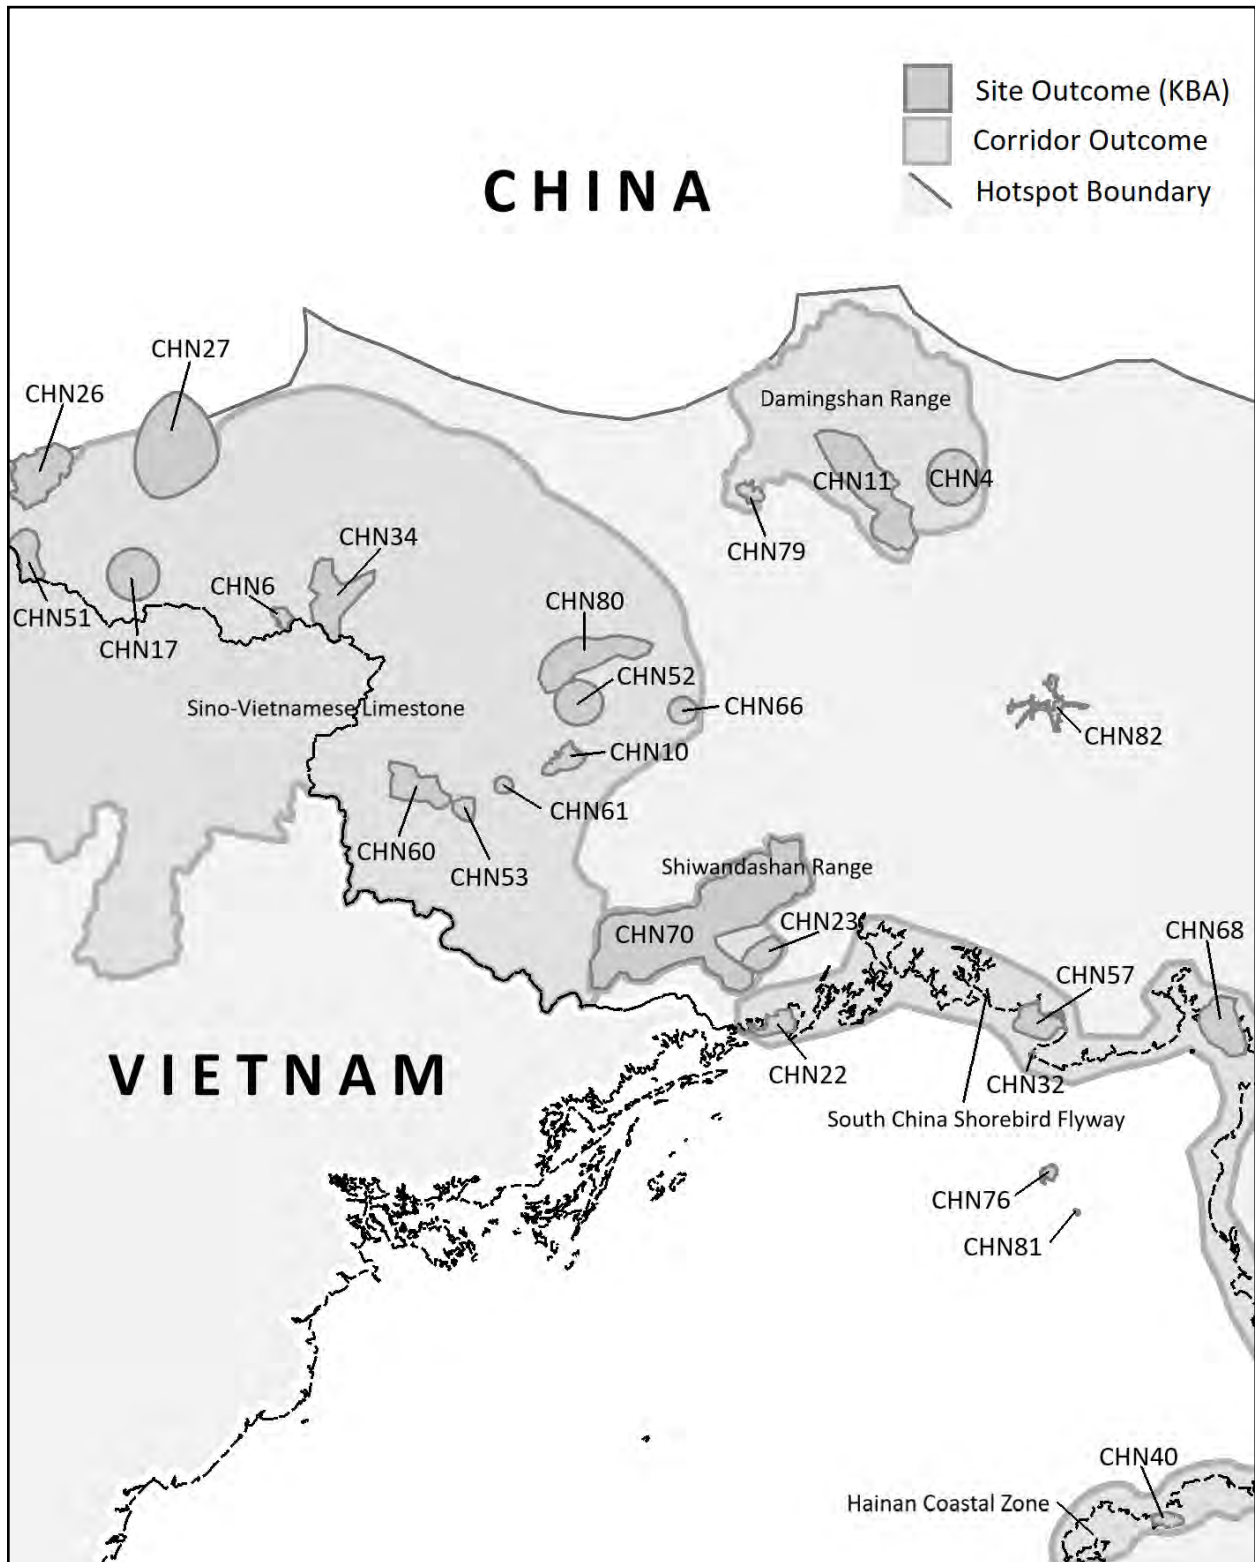 Site Outcome (KBA)
Corridor Outcome
CHINA
Hotspot Boundary
CHN27
CHN26
Damingshan Range
CHN11
CHN4
CHN34
CHN79
CHN6
CHN80
CHN51
CHN17
CHN52
Sino-Vietnamese Limestone
CHN66
CHN82
CHN10
CHN61
CHN60
Shiwandashan Range
CHN53
CHN23
CHN70
CHN68
CHN57
VIETNAM
CHN22
CHN32
South China Shorebird Flyway
CHN76
CHN81
CHN40
Hainan Coastal Zone